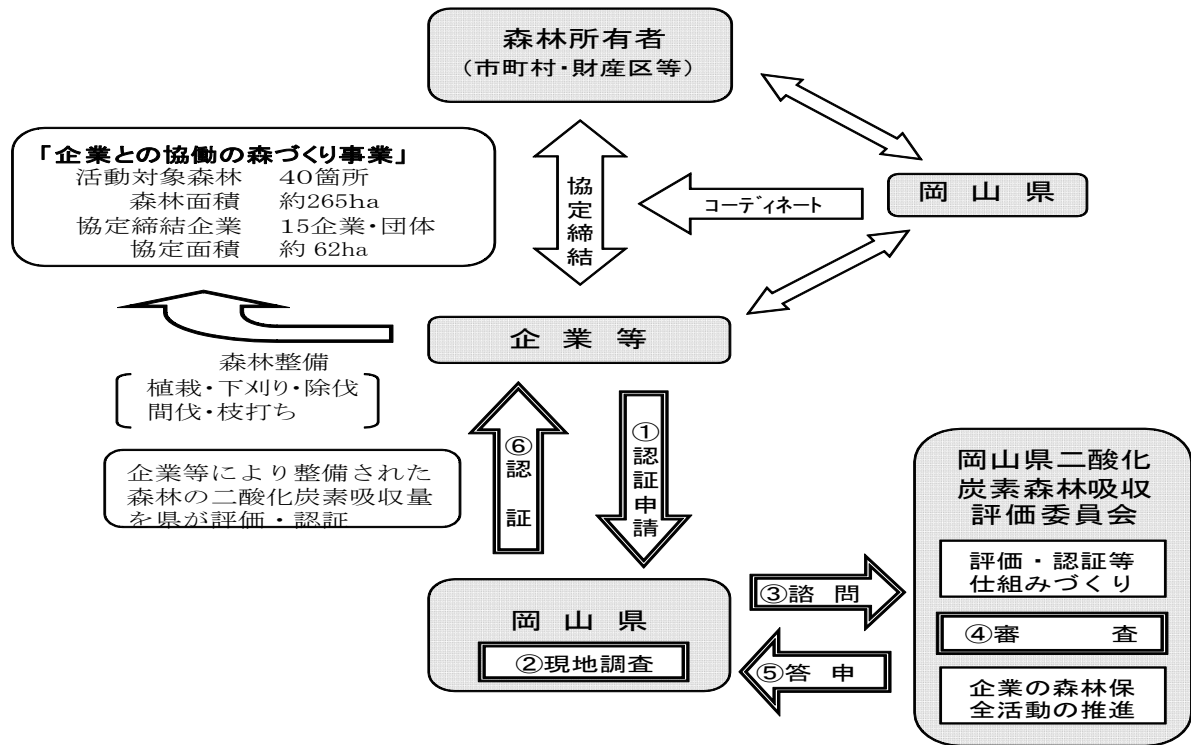 森林所有者
(市町村・財産区等)
「企業との協働の森づくり事業」
活動対象森林 40箇所
森林面積 約265ha
協定締結企業 15企業・団体
協定面積 約 62ha
協定締結
コーディネート
岡 山 県
企 業 等
森林整備
植栽・下刈り・除伐
間伐・枝打ち
⑥認 証
①認証申請
企業等により整備された
森林の二酸化炭素吸収量
を県が評価・認証
岡山県二酸化
炭素森林吸収
評価委員会
評価・認証等
仕組みづくり
④審 査
企業の森林保
全活動の推進
③諮 問
⑤答 申
岡 山 県
②現地調査